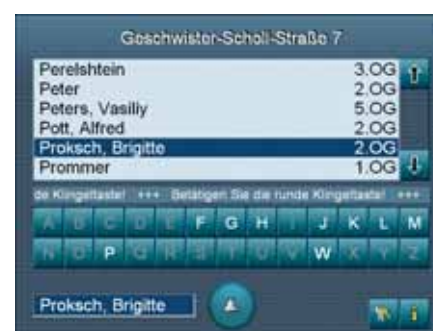 Geschwister-Scholl-Straße 7
Perelshtein 3.OG
Peter 2.OG
Peters, Vasiliy 5.OG
Pott, Alfred 2.OG
Proksch, Brigitte 2.OG
Prommer 1.OG
de Klingeltaste! +++ Betätigen Sie die runde Klingeltaste! +++
A B C D E F G H I J K L M
N O P Q R S T U V W X Y Z
Proksch, Brigitte
i